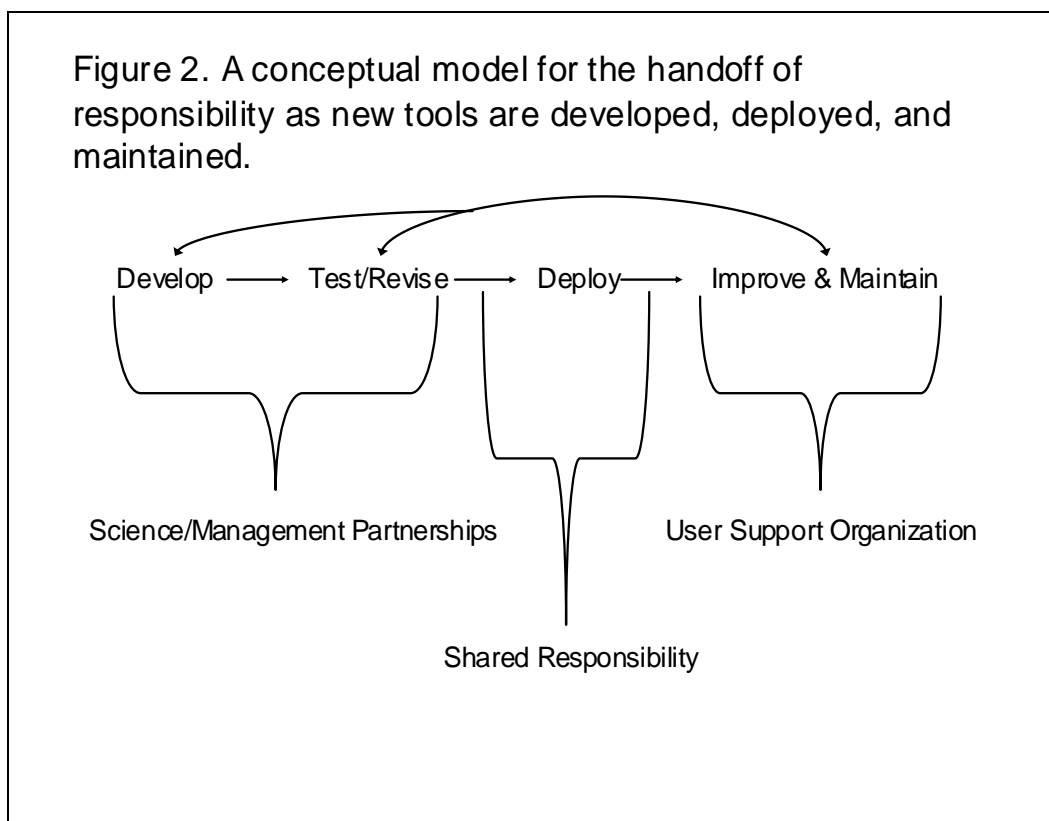 Figure 2. A conceptual model for the handoff of
responsibility as new tools are developed, deployed, and
maintained.
Develop Test/Revise Deploy Improve & Maintain
Science/Management Partnerships User Support Organization
Shared Responsibility